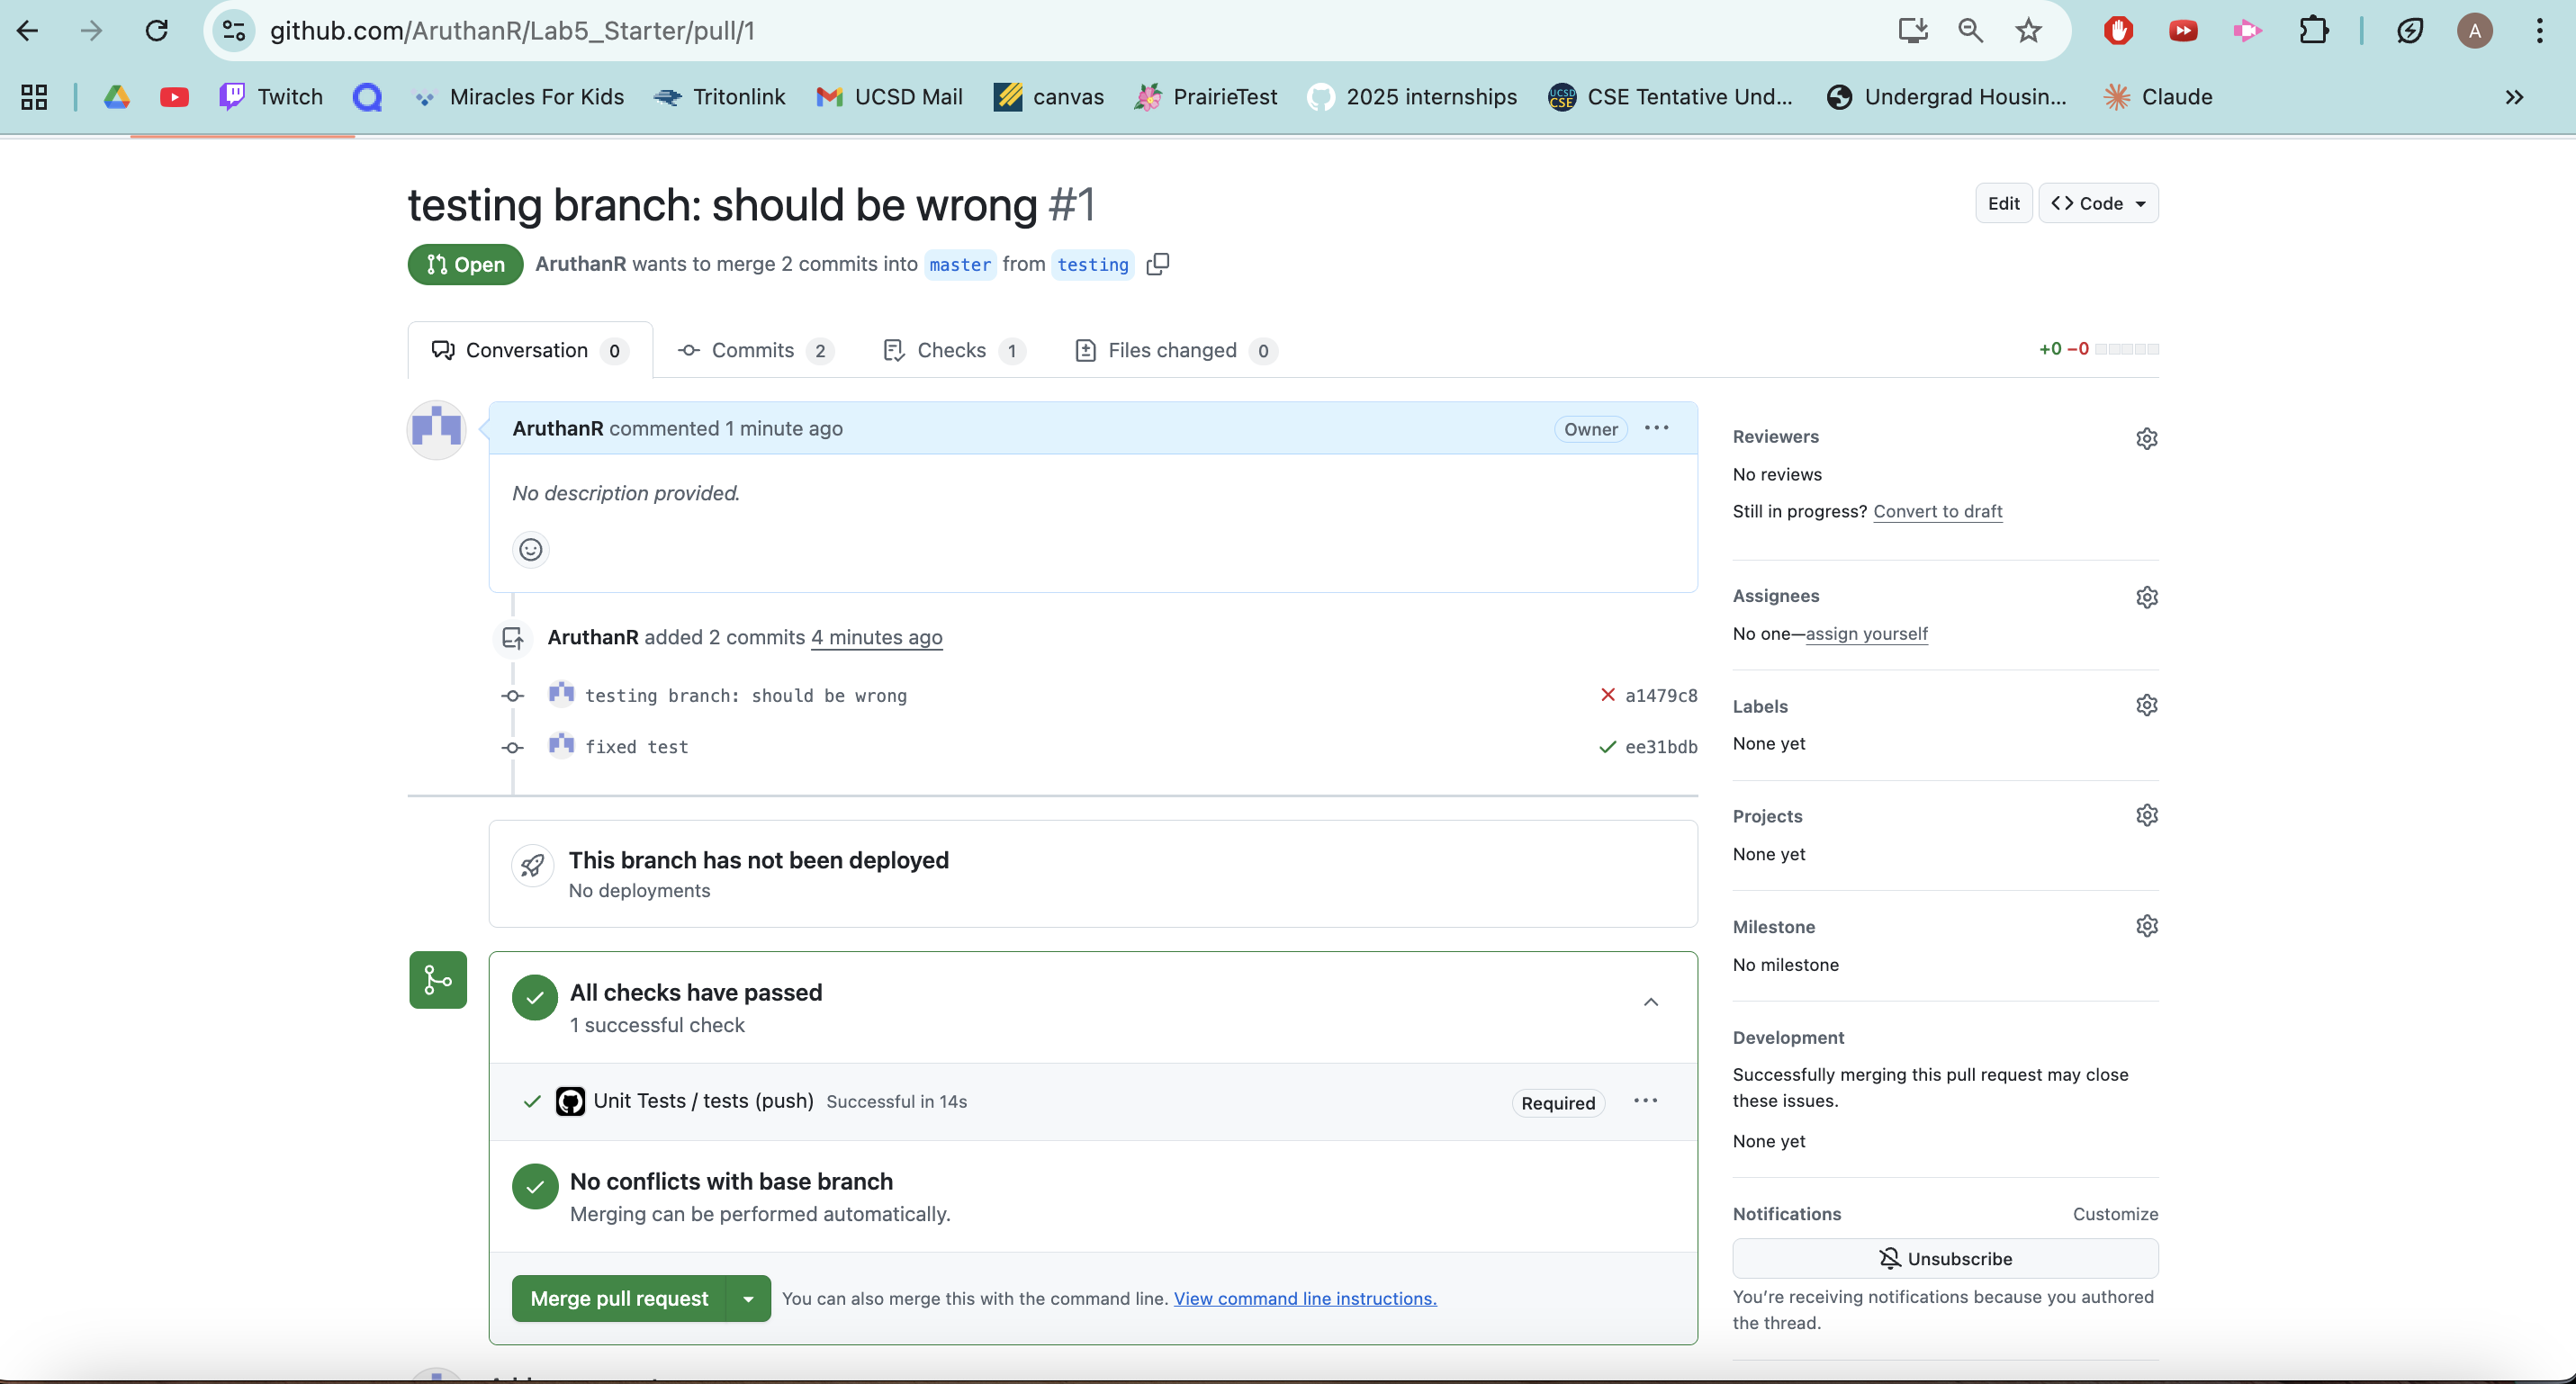 github.com/AruthanR/Lab5_Starter/pull/1
A
Twitch
Miracles For Kids
Tritonlink
UCSD Mail
canvas
PrairieTest
2025 internships
UCSD CSE
CSE Tentative Und...
Undergrad Housin...
Claude
testing branch: should be wrong #1
Edit
Code
Open
AruthanR wants to merge 2 commits into master from testing
Conversation 0
Commits 2
Checks 1
Files changed 0
+0 −0
AruthanR commented 1 minute ago
Owner
No description provided.
AruthanR added 2 commits 4 minutes ago
testing branch: should be wrong
a1479c8
fixed test
ee31bdb
This branch has not been deployed
No deployments
All checks have passed
1 successful check
Unit Tests / tests (push) Successful in 14s
Required
No conflicts with base branch
Merging can be performed automatically.
Merge pull request
You can also merge this with the command line. View command line instructions.
Reviewers
No reviews
Still in progress? Convert to draft
Assignees
No one—assign yourself
Labels
None yet
Projects
None yet
Milestone
No milestone
Development
Successfully merging this pull request may close
these issues.
None yet
Notifications
Customize
Unsubscribe
You're receiving notifications because you authored
the thread.